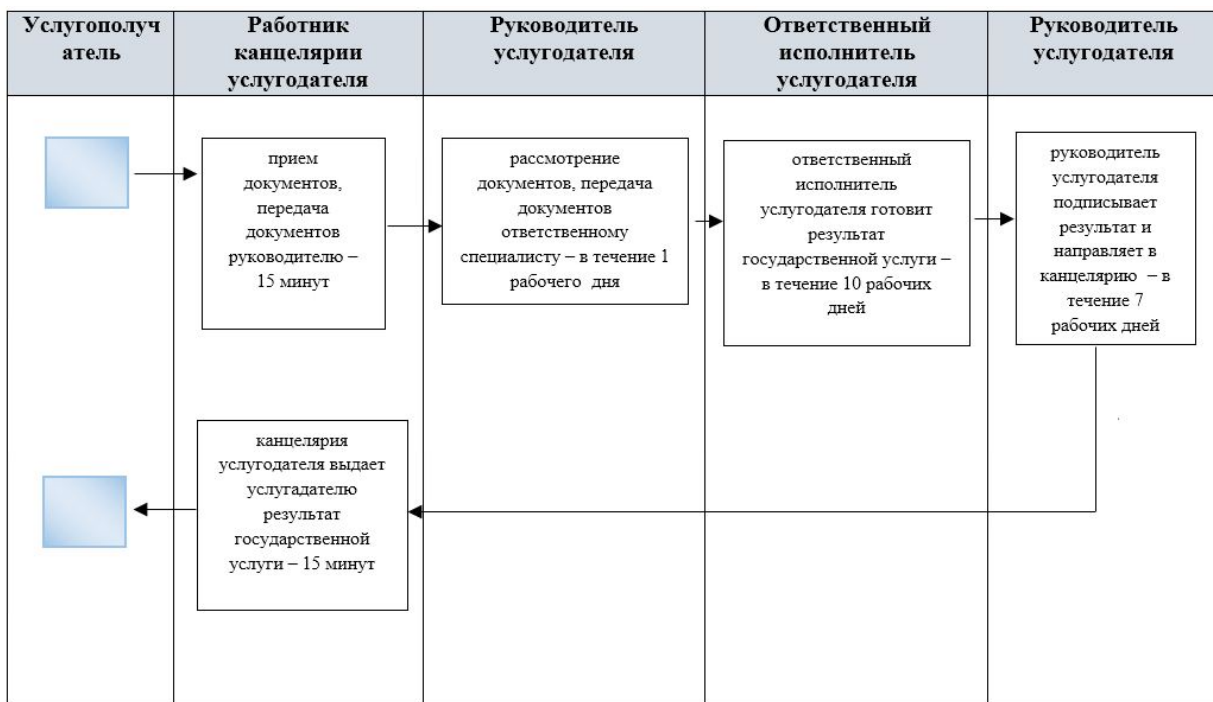 Услугополуч
атель
Работник
канцелярии
услугодателя
Руководитель
услугодателя
Ответственный
исполнитель
услугодателя
Руководитель
услугодателя
прием
документов,
передача
документов
руководителю –
15 минут
рассмотрение
документов, передача
документов
ответственному
специалисту – в течение 1
рабочего дня
ответственный
исполнитель
услугодателя готовит
результат
государственной услуги –
в течение 10 рабочих
дней
руководитель
услугодателя
подписывает
результат и
направляет в
канцелярию – в
течение 7
рабочих дней
канцелярия
услугодателя выдает
услугадателю
результат
государственной
услуги – 15 минут